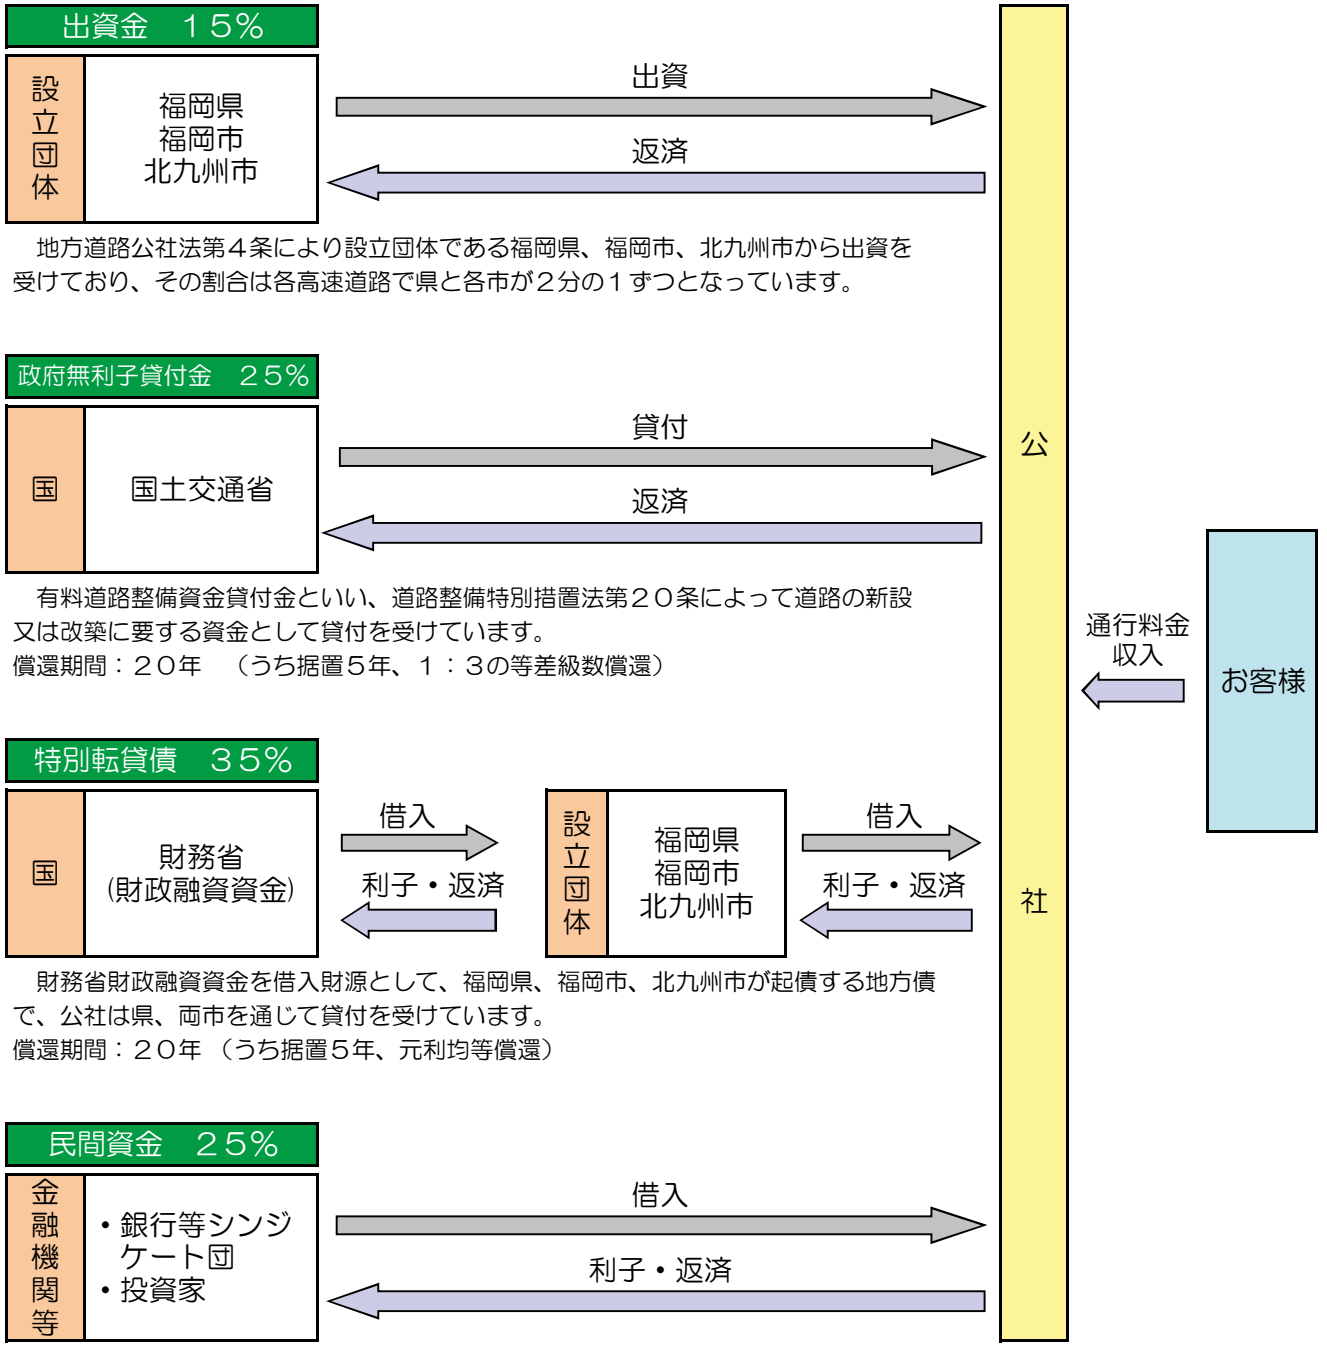 出資金　１５％
設立団体
福岡県
福岡市
北九州市
出資
返済
　地方道路公社法第４条により設立団体である福岡県、福岡市、北九州市から出資を
受けており、その割合は各高速道路で県と各市が２分の１ずつとなっています。
政府無利子貸付金　２５％
国
国土交通省
貸付
返済
　有料道路整備資金貸付金といい、道路整備特別措置法第２０条によって道路の新設
又は改築に要する資金として貸付を受けています。
償還期間：２０年　（うち据置５年、１：３の等差級数償還）
特別転貸債　３５％
国
財務省
(財政融資資金)
借入
利子・返済
設立団体
福岡県
福岡市
北九州市
借入
利子・返済
　財務省財政融資資金を借入財源として、福岡県、福岡市、北九州市が起債する地方債
で、公社は県、両市を通じて貸付を受けています。
償還期間：２０年 （うち据置５年、元利均等償還）
民間資金　２５％
金融機関等
・銀行等シンジ
ケート団
・投資家
借入
利子・返済
公社
通行料金
収入
お客様